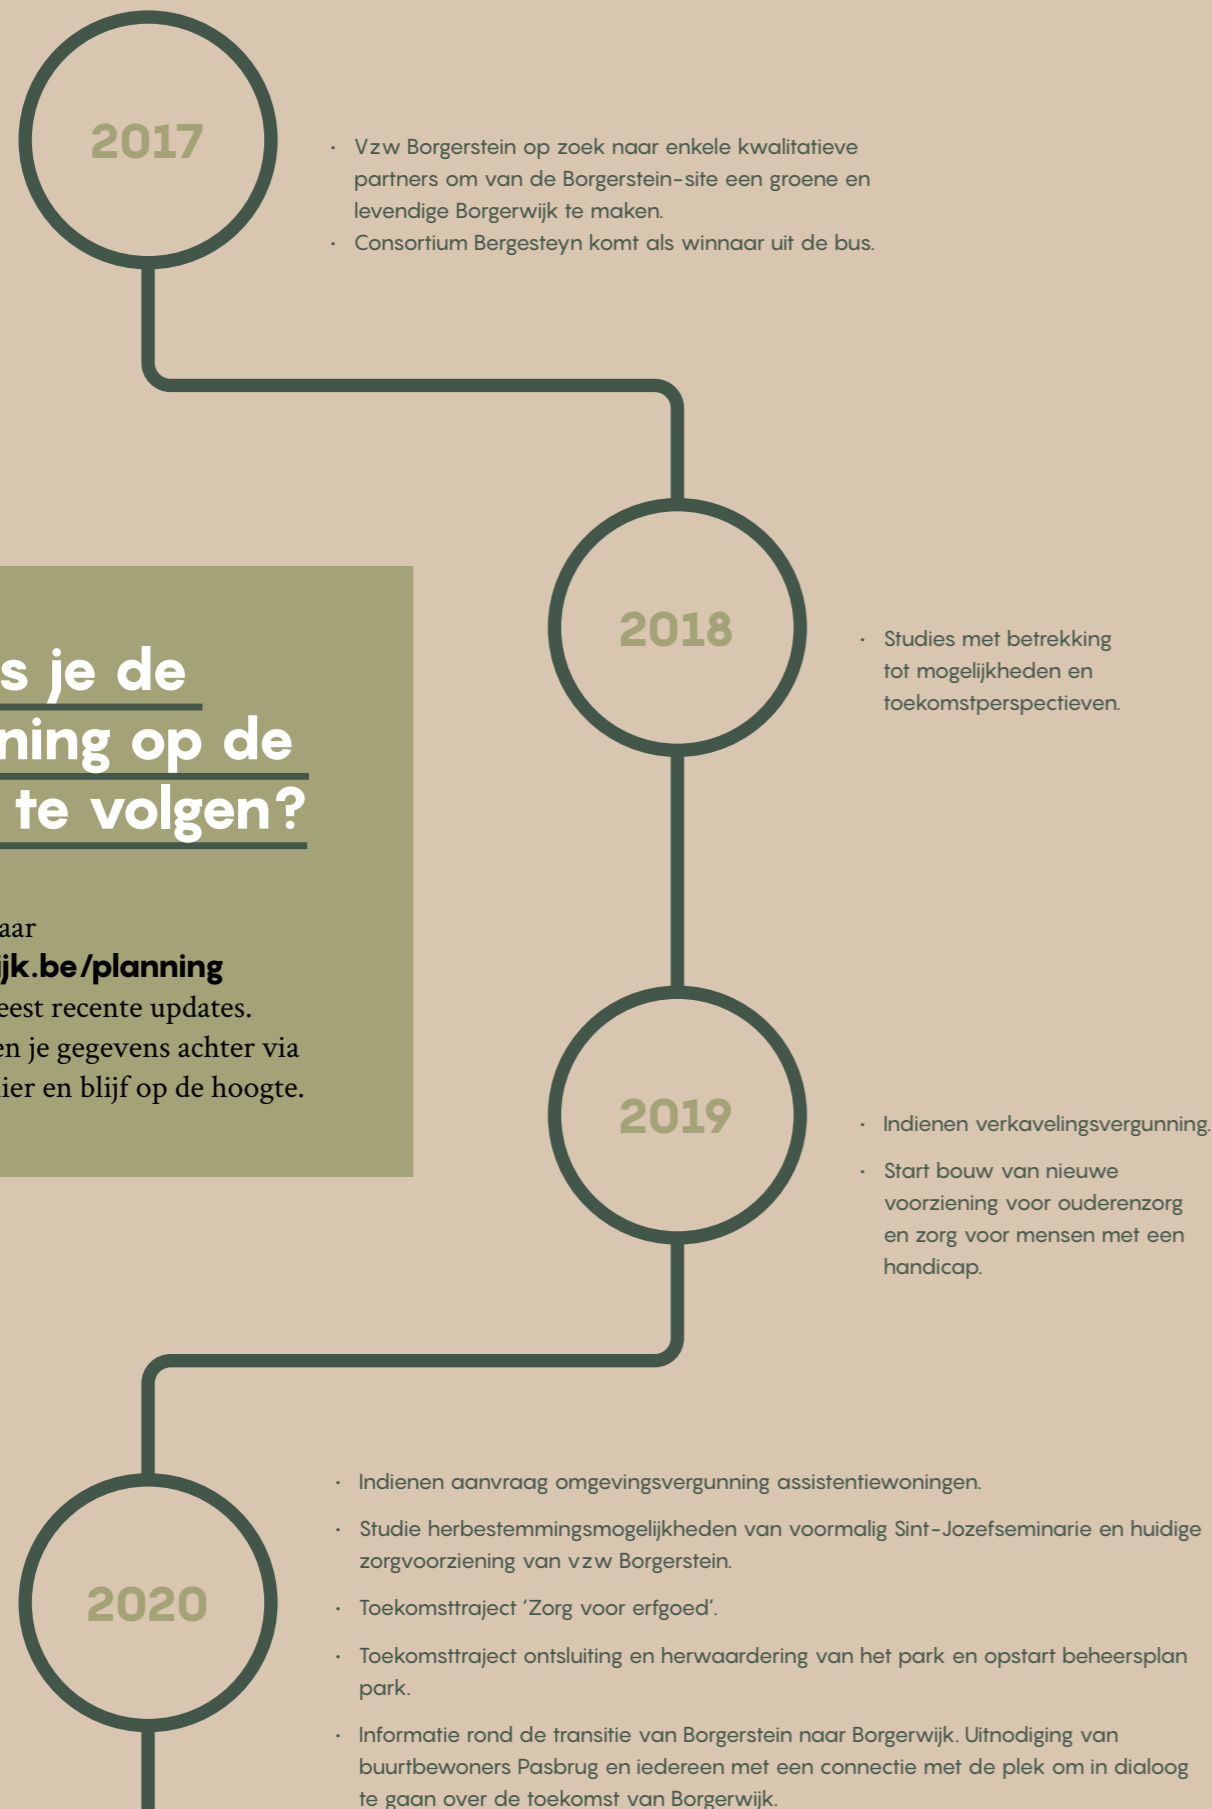 2017
· Vzw Borgerstein op zoek naar enkele kwalitatieve
partners om van de Borgerstein-site een groene en
levendige Borgerwijk te maken.
· Consortium Bergesteyn komt als winnaar uit de bus.
2018
· Studies met betrekking
tot mogelijkheden en
toekomstperspectieven.
s je de
ning op de
te volgen?
aar
ijk.be/planning
eest recente updates.
en je gegevens achter via
ier en blijf op de hoogte.
2019
· Indienen verkavelingsvergunning.
· Start bouw van nieuwe
voorziening voor ouderenzorg
en zorg voor mensen met een
handicap.
2020
· Indienen aanvraag omgevingsvergunning assistentiewoningen.
· Studie herbestemmingsmogelijkheden van voormalig Sint-Jozefseminarie en huidige
zorgvoorziening van vzw Borgerstein.
· Toekomsttraject ‘Zorg voor erfgoed’.
· Toekomsttraject ontsluiting en herwaardering van het park en opstart beheersplan
park.
· Informatie rond de transitie van Borgerstein naar Borgerwijk. Uitnodiging van
buurtbewoners Pasbrug en iedereen met een connectie met de plek om in dialoog
te gaan over de toekomst van Borgerwijk.